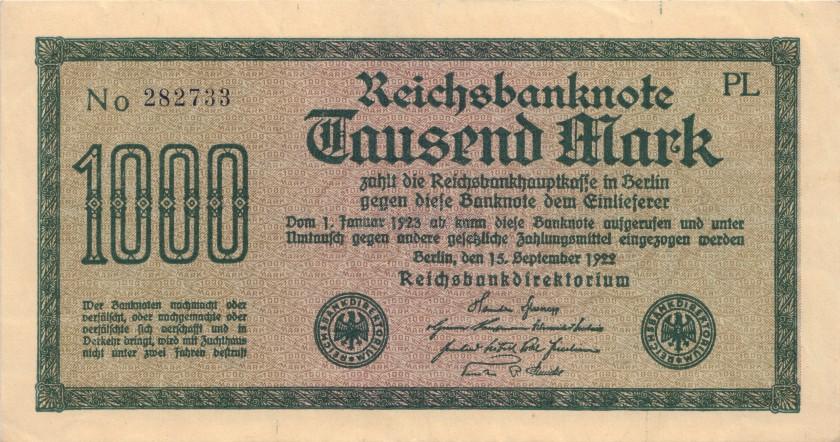 No 282733
PL
Reichsbanknote
Tausend Mark
1000
zahlt die Reichsbankhauptkasse in Berlin
gegen diese Banknote dem Einlieferer
Vom 1. Januar 1923 ab kann diese Banknote aufgerufen und unter
Umtausch gegen andere gesetzliche Zahlungsmittel eingezogen werden
Berlin, den 15. September 1922
Reichsbankdirektorium
Wer Banknoten nachmacht oder
verfälscht, oder nachgemachte oder
verfälschte sich verschafft und in
Verkehr bringt, wird mit Zuchthaus
nicht unter zwei Jahren bestraft
REICHSBANKDIREKTORIUM
REICHSBANKDIREKTORIUM